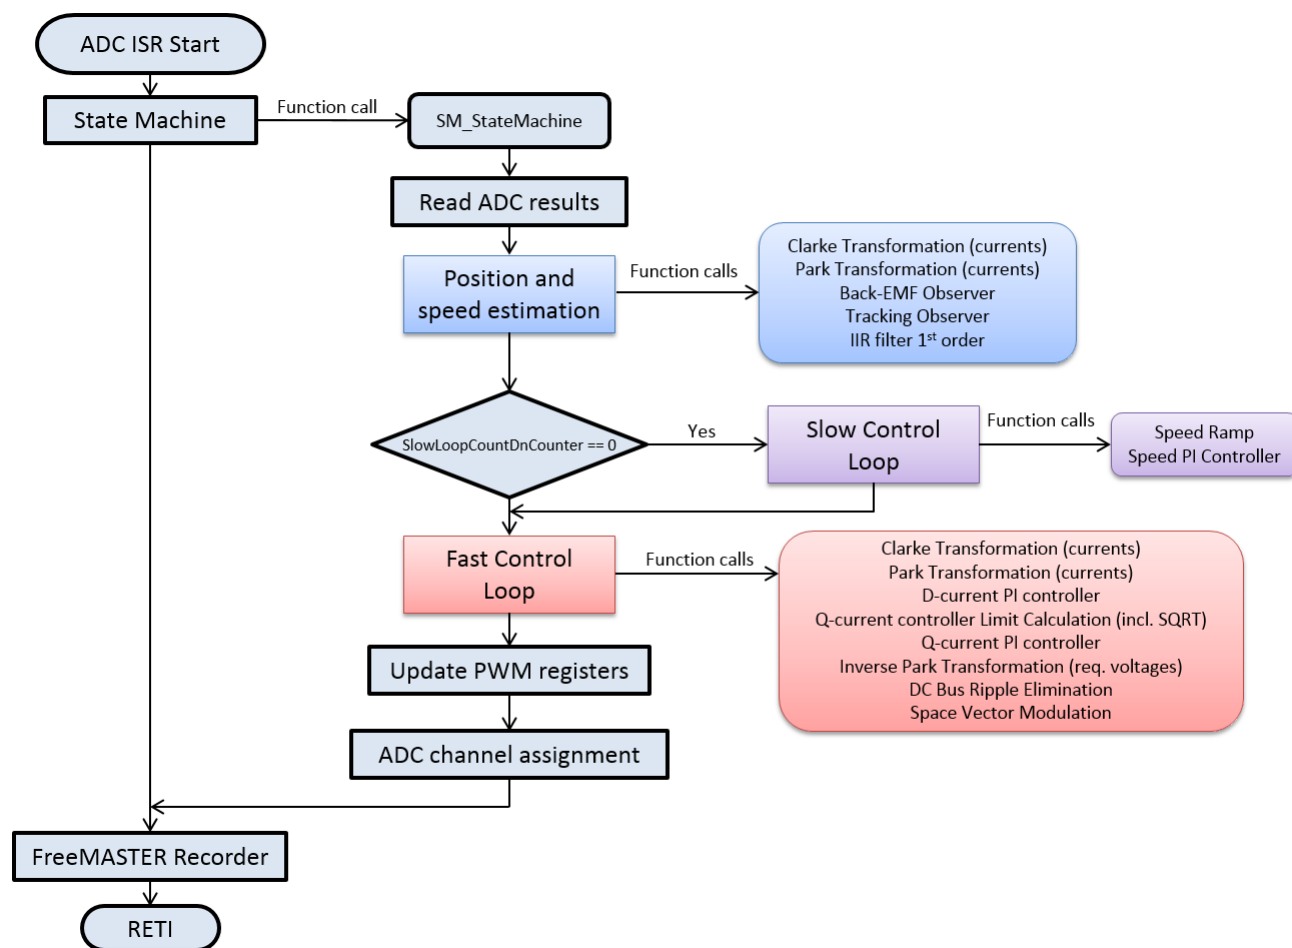 ADC ISR Start
State Machine
Function call
SM_StateMachine
Read ADC results
Position and
speed estimation
Function calls
Clarke Transformation (currents)
Park Transformation (currents)
Back-EMF Observer
Tracking Observer
IIR filter 1st order
SlowLoopCountDnCounter == 0
Yes
Slow Control
Loop
Function calls
Speed Ramp
Speed PI Controller
Fast Control
Loop
Function calls
Clarke Transformation (currents)
Park Transformation (currents)
D-current PI controller
Q-current controller Limit Calculation (incl. SQRT)
Q-current PI controller
Inverse Park Transformation (req. voltages)
DC Bus Ripple Elimination
Space Vector Modulation
Update PWM registers
ADC channel assignment
FreeMASTER Recorder
RETI